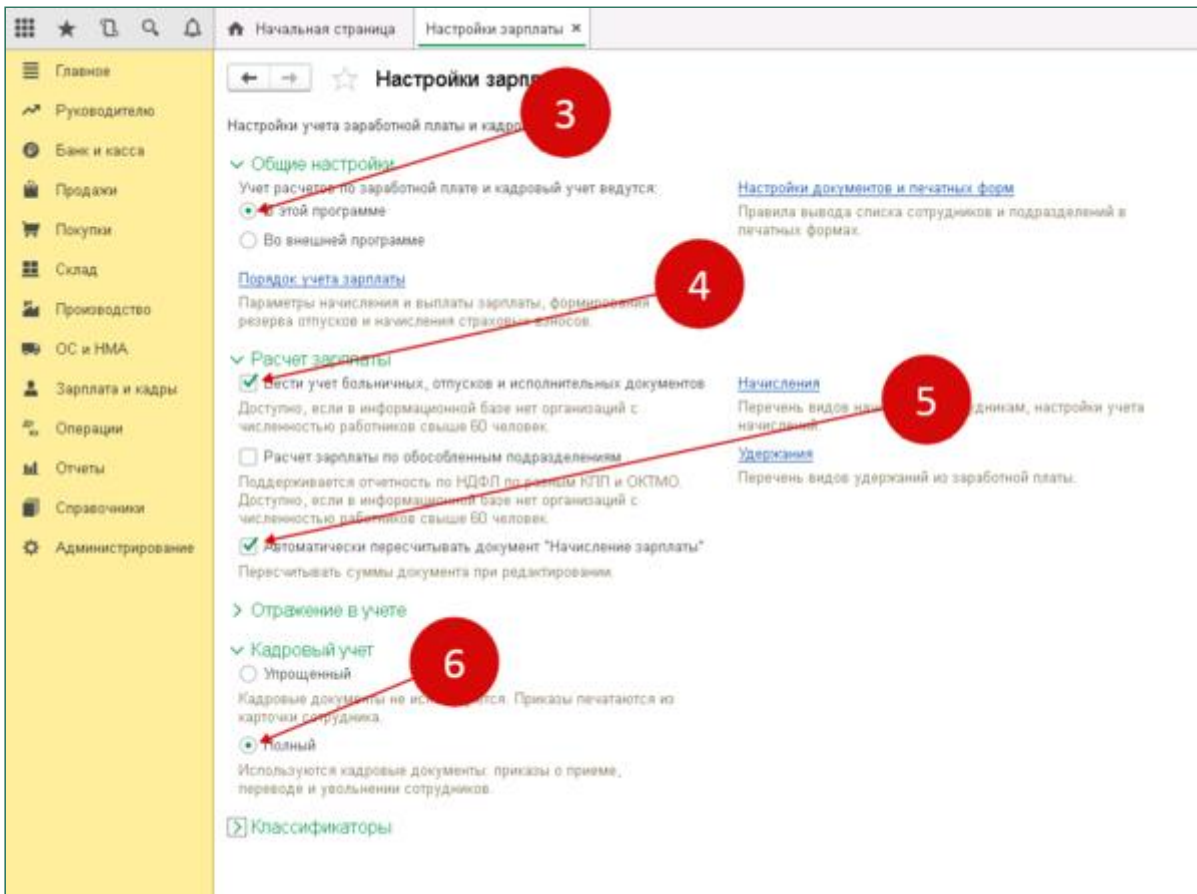 Начальная страница
Настройки зарплаты ×
Главное
Руководителю
Банк и касса
Продажи
Покупки
Склад
Производство
ОС и НМА
Зарплата и кадры
Операции
Отчеты
Справочники
Администрирование
Настройки
3
Настройки учета заработной платы и
Общие настройки
Учет расчетов по заработной плате и кадровый учет ведутся:
этой программе
Во внешней программе
Настройки документов и печатных форм
Правила вывода списка сотрудников и подразделений в
печатных формах.
Порядок учета зарплаты
4
Параметры начисления и выплаты зарплаты, формирования
резерва отпусков и начисления страховых взносов.
Расчет зарплаты
Вести учет больничных, отпусков и исполнительных документов
Доступно, если в информационной базе нет организаций с
численностью работников свыше 60 человек.
Начисления
5
Перечень видов настройки учета
начислений.
Расчет зарплаты по обособленным подразделениям
Поддерживается отчетность по НДФЛ по разным КПП и ОКТМО.
Доступно, если в информационной базе нет организаций с
численностью работников свыше 60 человек.
Удержания
Перечень видов удержаний из заработной платы.
Автоматически пересчитывать документ "Начисление зарплаты"
Пересчитывать суммы документа при редактировании.
Отражение в учете
Кадровый учет
6
Упрощенный
Кадровые документы не Приказы печатаются из
карточки сотрудника.
Полный
Используются кадровые документы: приказы о приеме,
переводе и увольнении сотрудников.
Классификаторы